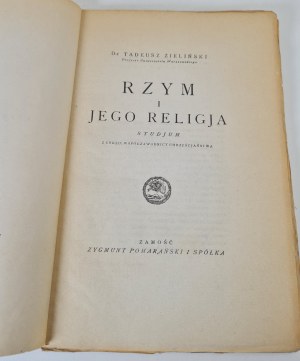 Dr TADEUSZ ZIELIŃSKI
RZYM
I
JEGO RELIGJA
STUDJUM
ZAMOŚĆ
ZYGMUNT POMARAŃSKI I SPÓŁKA